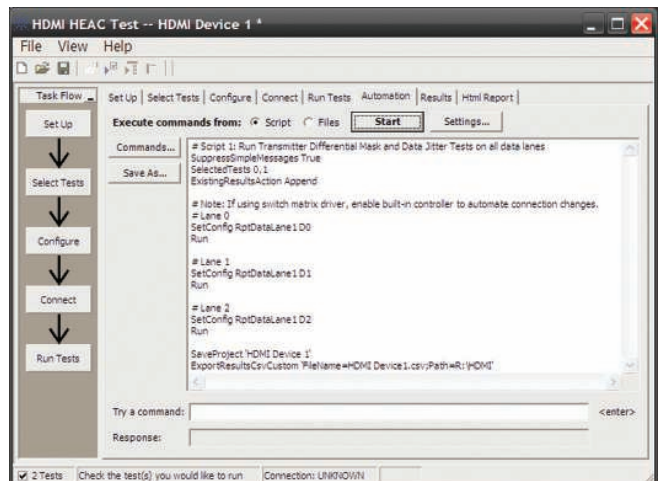 HDMI HEAC Test -- HDMI Device 1 *
File View Help
Task Flow
Set Up | Select Tests | Configure | Connect | Run Tests | Automation | Results | Html Report |
Set Up
Select Tests
Configure
Connect
Run Tests
Execute commands from: Script Files Start Settings...
Commands...
Save As...
# Script 1: Run Transmitter Differential Mask and Data Jitter Tests on all data lanes
SuppressSimpleMessages True
SelectedTests 0,1
ExistingResultsAction Append
# Note: If using switch matrix driver, enable built-in controller to automate connection changes.
# Lane 0
SetConfig RptDataLane1 D0
Run
# Lane 1
SetConfig RptDataLane1 D1
Run
# Lane 2
SetConfig RptDataLane1 D2
Run
SaveProject 'HDMI Device 1'
ExportResultsCsvCustom 'FileName=HDMI Device1.csv;Path=R:\HDMI'
Try a command: <enter>
Response:
2 Tests Check the test(s) you would like to run Connection: UNKNOWN